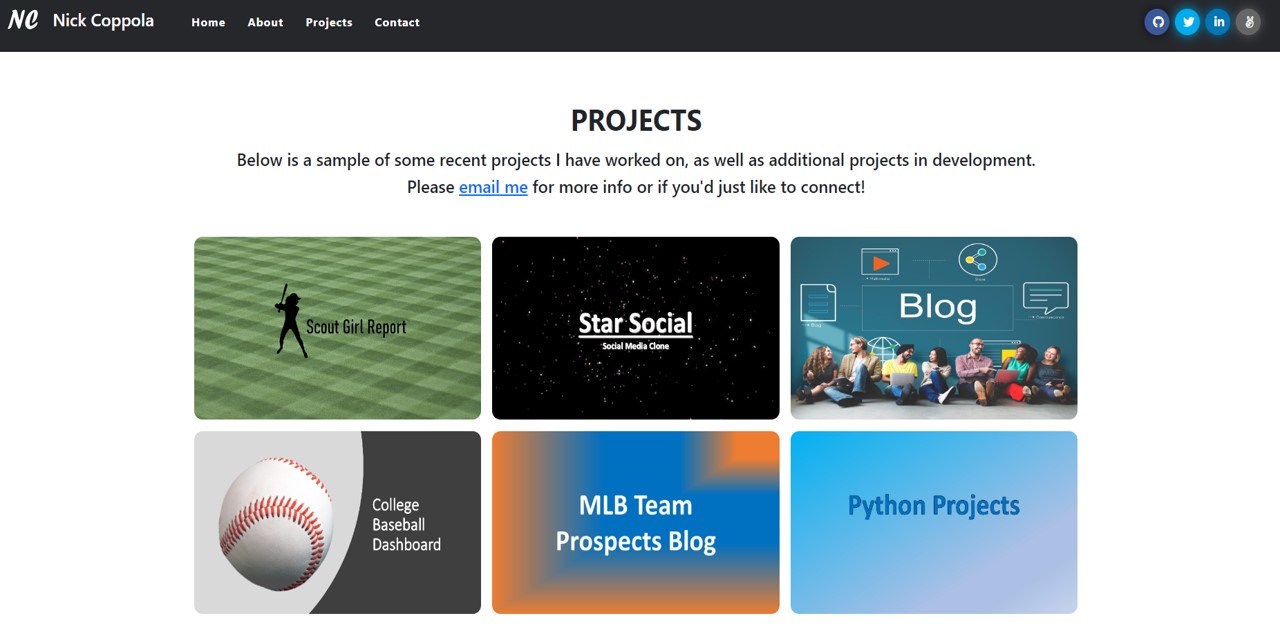 NC Nick Coppola Home About Projects Contact
in
PROJECTS
Below is a sample of some recent projects I have worked on, as well as additional projects in development.
Please email me for more info or if you'd just like to connect!
Scout Girl Report
Star Social
Social Media Clone
Blog
College
Baseball
Dashboard
MLB Team
Prospects Blog
Python Projects